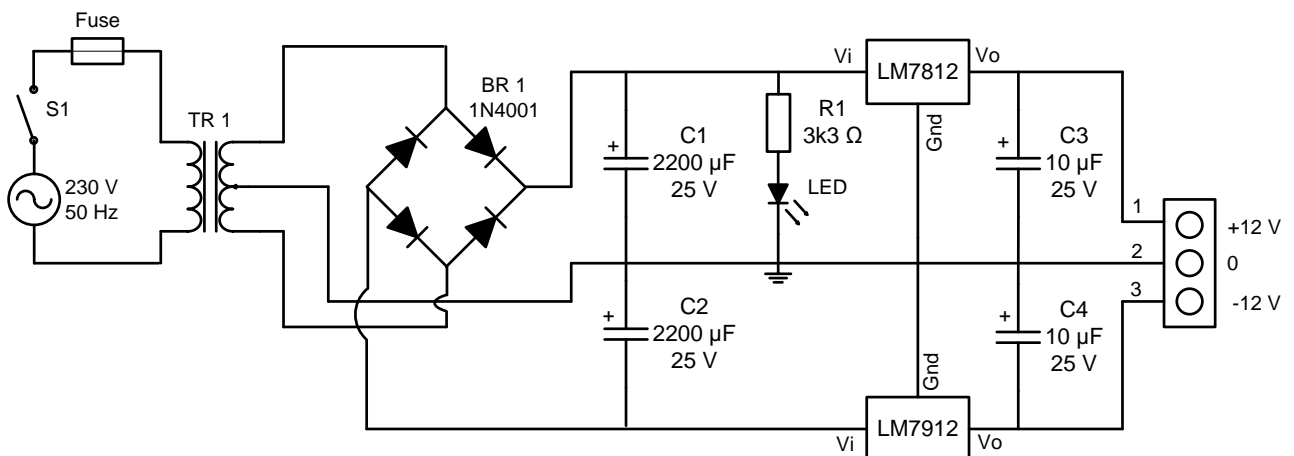 Fuse
S1
230 V
50 Hz
TR 1
BR 1
1N4001
+
C1
2200 µF
25 V
+
C2
2200 µF
25 V
R1
3k3 Ω
LED
Vi
LM7812
Vo
Gnd
Gnd
Vi
LM7912
Vo
+
C3
10 µF
25 V
+
C4
10 µF
25 V
1
2
3
+12 V
0
-12 V